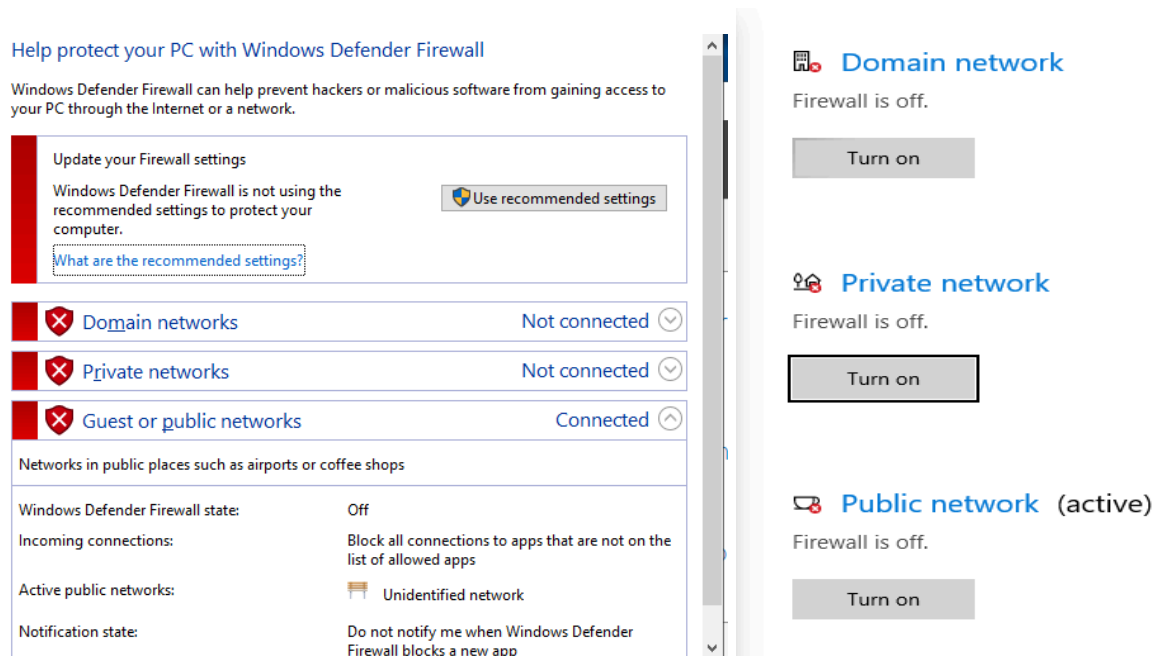 Help protect your PC with Windows Defender Firewall
Windows Defender Firewall can help prevent hackers or malicious software from gaining access to
your PC through the Internet or a network.
Update your Firewall settings
Windows Defender Firewall is not using the
recommended settings to protect your
computer.
Use recommended settings
What are the recommended settings?
Domain networks Not connected
Private networks Not connected
Guest or public networks Connected
Networks in public places such as airports or coffee shops
Windows Defender Firewall state: Off
Incoming connections: Block all connections to apps that are not on the
list of allowed apps
Active public networks: Unidentified network
Notification state: Do not notify me when Windows Defender
Firewall blocks a new app
Domain network
Firewall is off.
Turn on
Private network
Firewall is off.
Turn on
Public network (active)
Firewall is off.
Turn on